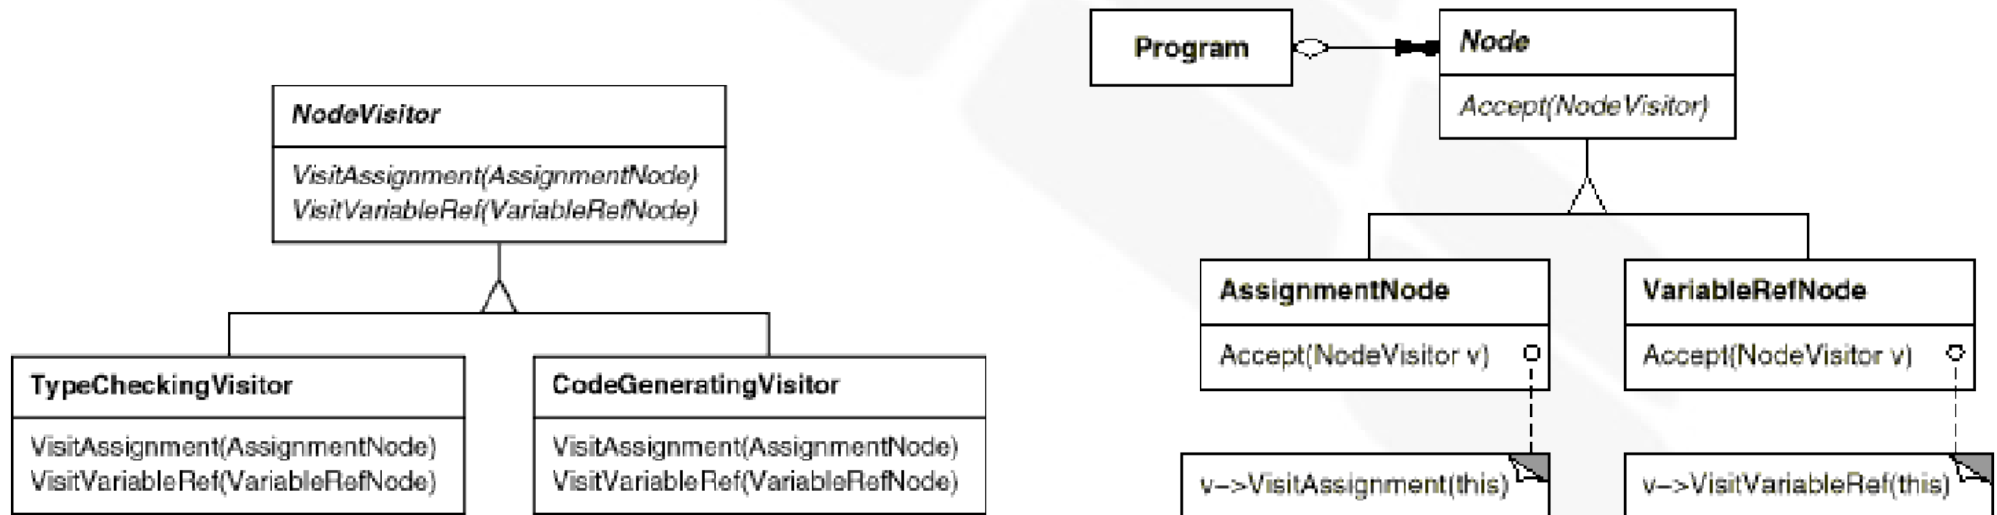 NodeVisitor
VisitAssignment(AssignmentNode)
VisitVariableRef(VariableRefNode)
TypeCheckingVisitor
VisitAssignment(AssignmentNode)
VisitVariableRef(VariableRefNode)
CodeGeneratingVisitor
VisitAssignment(AssignmentNode)
VisitVariableRef(VariableRefNode)
Program
Node
Accept(NodeVisitor)
AssignmentNode
Accept(NodeVisitor v)
v->VisitAssignment(this)
VariableRefNode
Accept(NodeVisitor v)
v->VisitVariableRef(this)